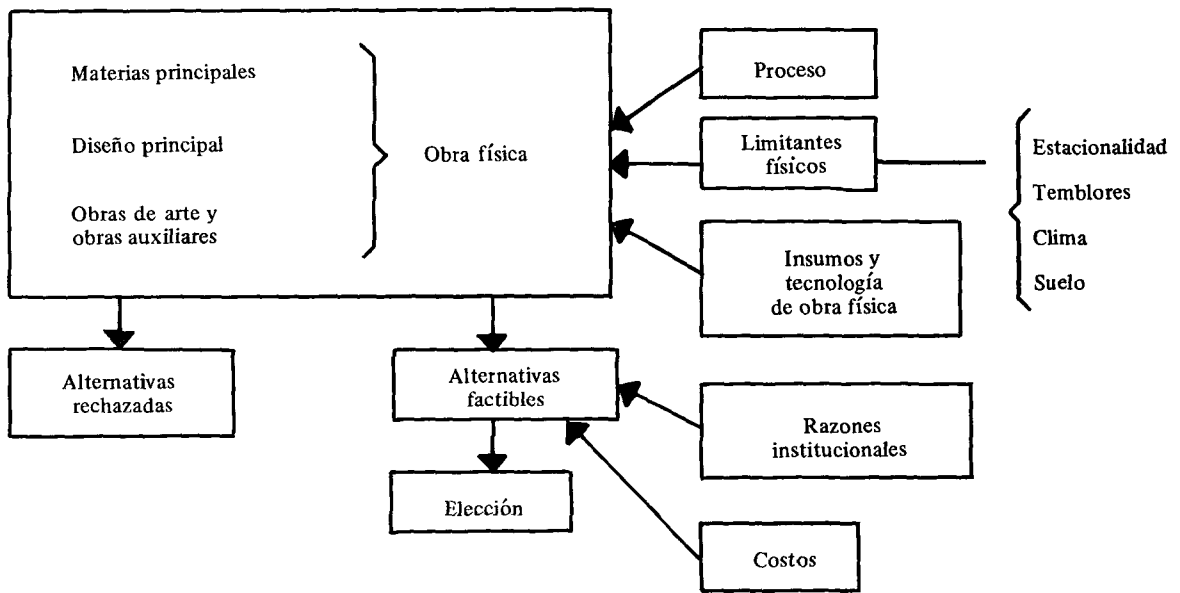 Materias principales
Diseño principal
Obras de arte y
obras auxiliares
Obra física
Proceso
Limitantes
físicos
Estacionalidad
Temblores
Clima
Suelo
Insumos y
tecnología
de obra física
Alternativas
rechazadas
Alternativas
factibles
Razones
institucionales
Elección
Costos